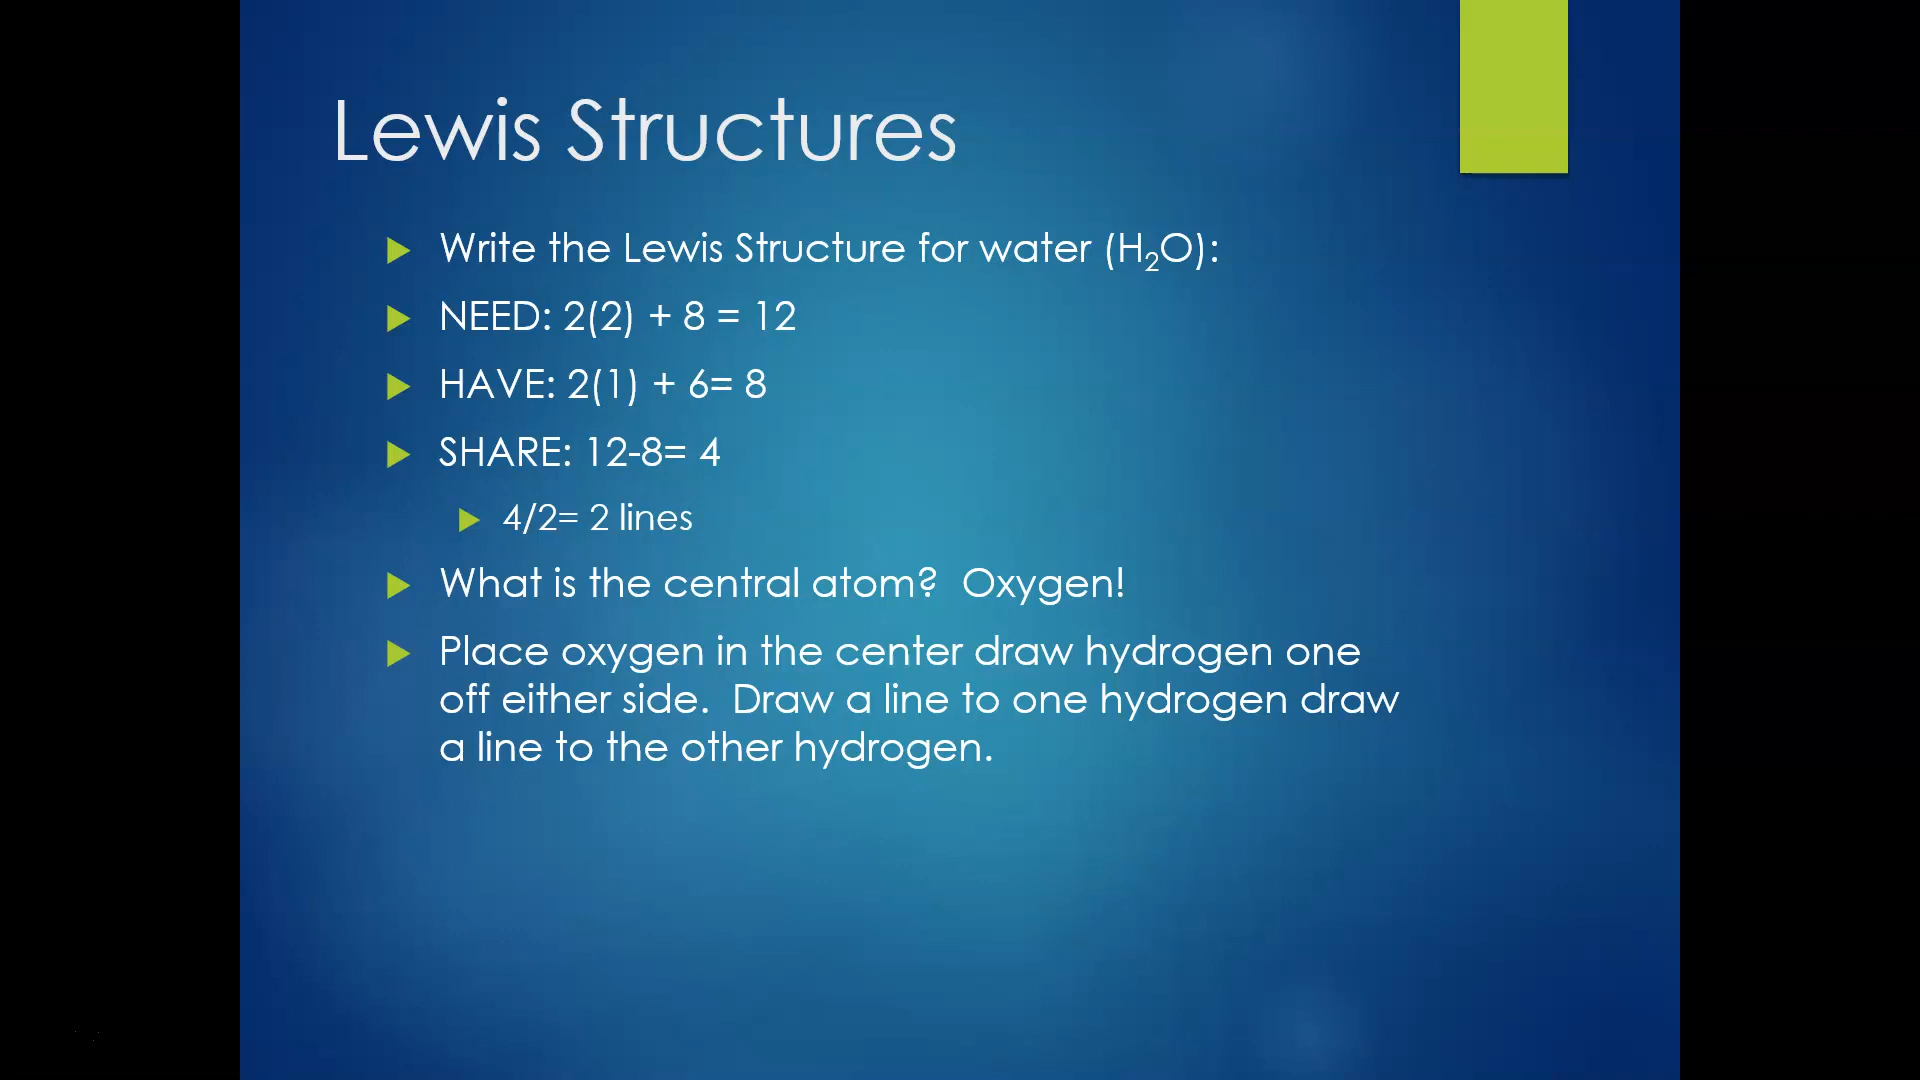 Lewis Structures
Write the Lewis Structure for water (H₂O):
NEED: 2(2) + 8 = 12
HAVE: 2(1) + 6= 8
SHARE: 12-8= 4
4/2= 2 lines
What is the central atom?  Oxygen!
Place oxygen in the center draw hydrogen one
off either side.  Draw a line to one hydrogen draw
a line to the other hydrogen.